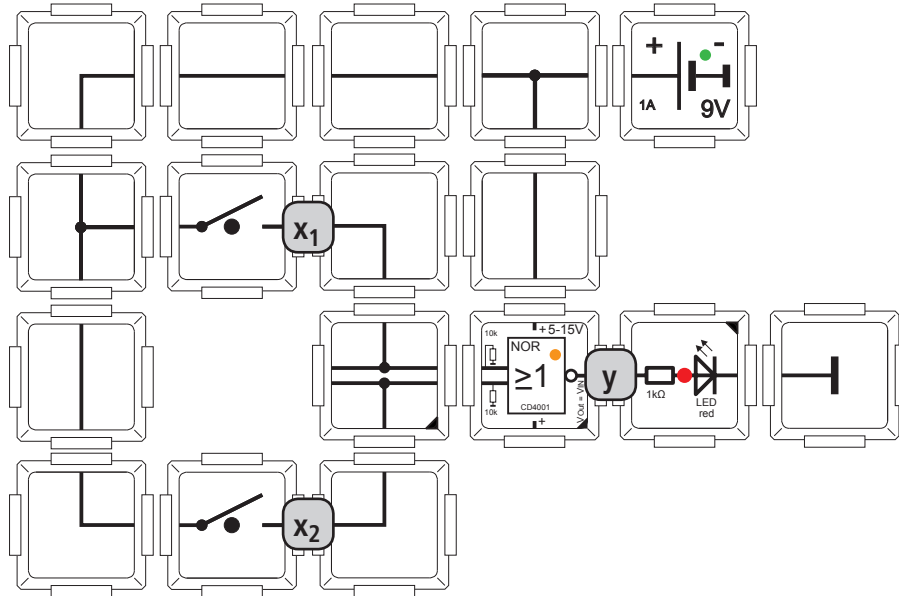 + -
1A 9V
x1
10k +5-15V
NOR
≥1
CD4001
10k +
VOut = VIN
y
1kΩ
LED
red
x2